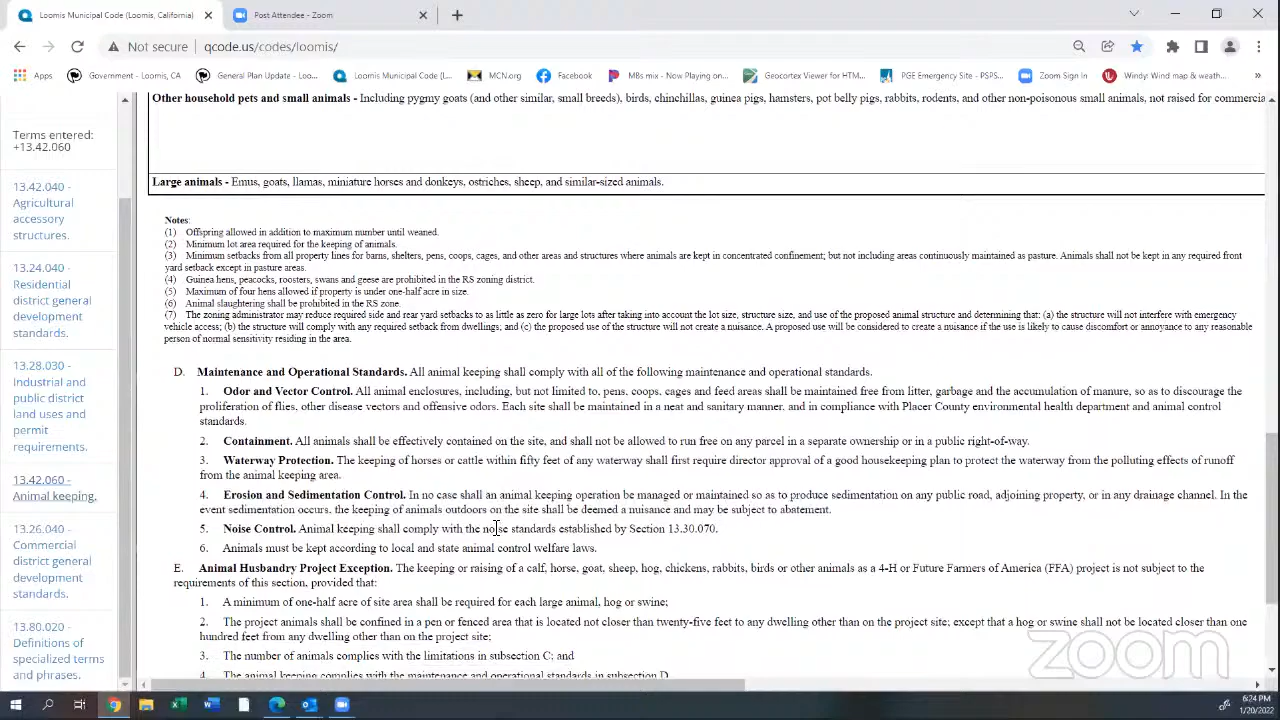 Loomis Municipal Code (Loomis, California)
Post Attendee - Zoom
Not secure
qcode.us/codes/loomis/
Apps
Government - Loomis, CA
General Plan Update - Loo...
Loomis Municipal Code (L...
MCN.org
Facebook
MBs mix - Now Playing on...
Geocortex Viewer for HTM...
PGE Emergency Site - PSPS...
Zoom Sign In
Windy: Wind map & weath...
»
Terms entered:
+13.42.060
13.42.040 -
Agricultural
accessory
structures.
13.24.040 -
Residential
district general
development
standards.
13.28.030 -
Industrial and
public district
land uses and
permit
requirements.
13.42.060 -
Animal keeping.
13.26.040 -
Commercial
district general
development
standards.
13.80.020 -
Definitions of
specialized terms
and phrases.
Other household pets and small animals - Including pygmy goats (and other similar, small breeds), birds, chinchillas, guinea pigs, hamsters, pot belly pigs, rabbits, rodents, and other non-poisonous small animals, not raised for commercia
Large animals - Emus, goats, llamas, miniature horses and donkeys, ostriches, sheep, and similar-sized animals.
Notes:
(1) Offspring allowed in addition to maximum number until weaned.
(2) Minimum lot area required for the keeping of animals.
(3) Minimum setbacks from all property lines for barns, shelters, pens, coops, cages, and other areas and structures where animals are kept in concentrated confinement; but not including areas continuously maintained as pasture. Animals shall not be kept in any required front
yard setback except in pasture areas.
(4) Guinea hens, peacocks, roosters, swans and geese are prohibited in the RS zoning district.
(5) Maximum of four hens allowed if property is under one-half acre in size.
(6) Animal slaughtering shall be prohibited in the RS zone.
(7) The zoning administrator may reduce required side and rear yard setbacks to as little as zero for large lots after taking into account the lot size, structure size, and use of the proposed animal structure and determining that: (a) the structure will not interfere with emergency
vehicle access; (b) the structure will comply with any required setback from dwellings; and (c) the proposed use of the structure will not create a nuisance. A proposed use will be considered to create a nuisance if the use is likely to cause discomfort or annoyance to any reasonable
person of normal sensitivity residing in the area.
D. Maintenance and Operational Standards. All animal keeping shall comply with all of the following maintenance and operational standards.
1. Odor and Vector Control. All animal enclosures, including, but not limited to, pens, coops, cages and feed areas shall be maintained free from litter, garbage and the accumulation of manure, so as to discourage the
proliferation of flies, other disease vectors and offensive odors. Each site shall be maintained in a neat and sanitary manner, and in compliance with Placer County environmental health department and animal control
standards.
2. Containment. All animals shall be effectively contained on the site, and shall not be allowed to run free on any parcel in a separate ownership or in a public right-of-way.
3. Waterway Protection. The keeping of horses or cattle within fifty feet of any waterway shall first require director approval of a good housekeeping plan to protect the waterway from the polluting effects of runoff
from the animal keeping area.
4. Erosion and Sedimentation Control. In no case shall an animal keeping operation be managed or maintained so as to produce sedimentation on any public road, adjoining property, or in any drainage channel. In the
event sedimentation occurs, the keeping of animals outdoors on the site shall be deemed a nuisance and may be subject to abatement.
5. Noise Control. Animal keeping shall comply with the noise standards established by Section 13.30.070.
6. Animals must be kept according to local and state animal control welfare laws.
E. Animal Husbandry Project Exception. The keeping or raising of a calf, horse, goat, sheep, hog, chickens, rabbits, birds or other animals as a 4-H or Future Farmers of America (FFA) project is not subject to the
requirements of this section, provided that:
1. A minimum of one-half acre of site area shall be required for each large animal, hog or swine;
2. The project animals shall be confined in a pen or fenced area that is located not closer than twenty-five feet to any dwelling other than on the project site; except that a hog or swine shall not be located closer than one
hundred feet from any dwelling other than on the project site;
3. The number of animals complies with the limitations in subsection C; and
4. The animal keeping complies with the maintenance and operational standards in subsection D.
zoom
6:24 PM
1/20/2022